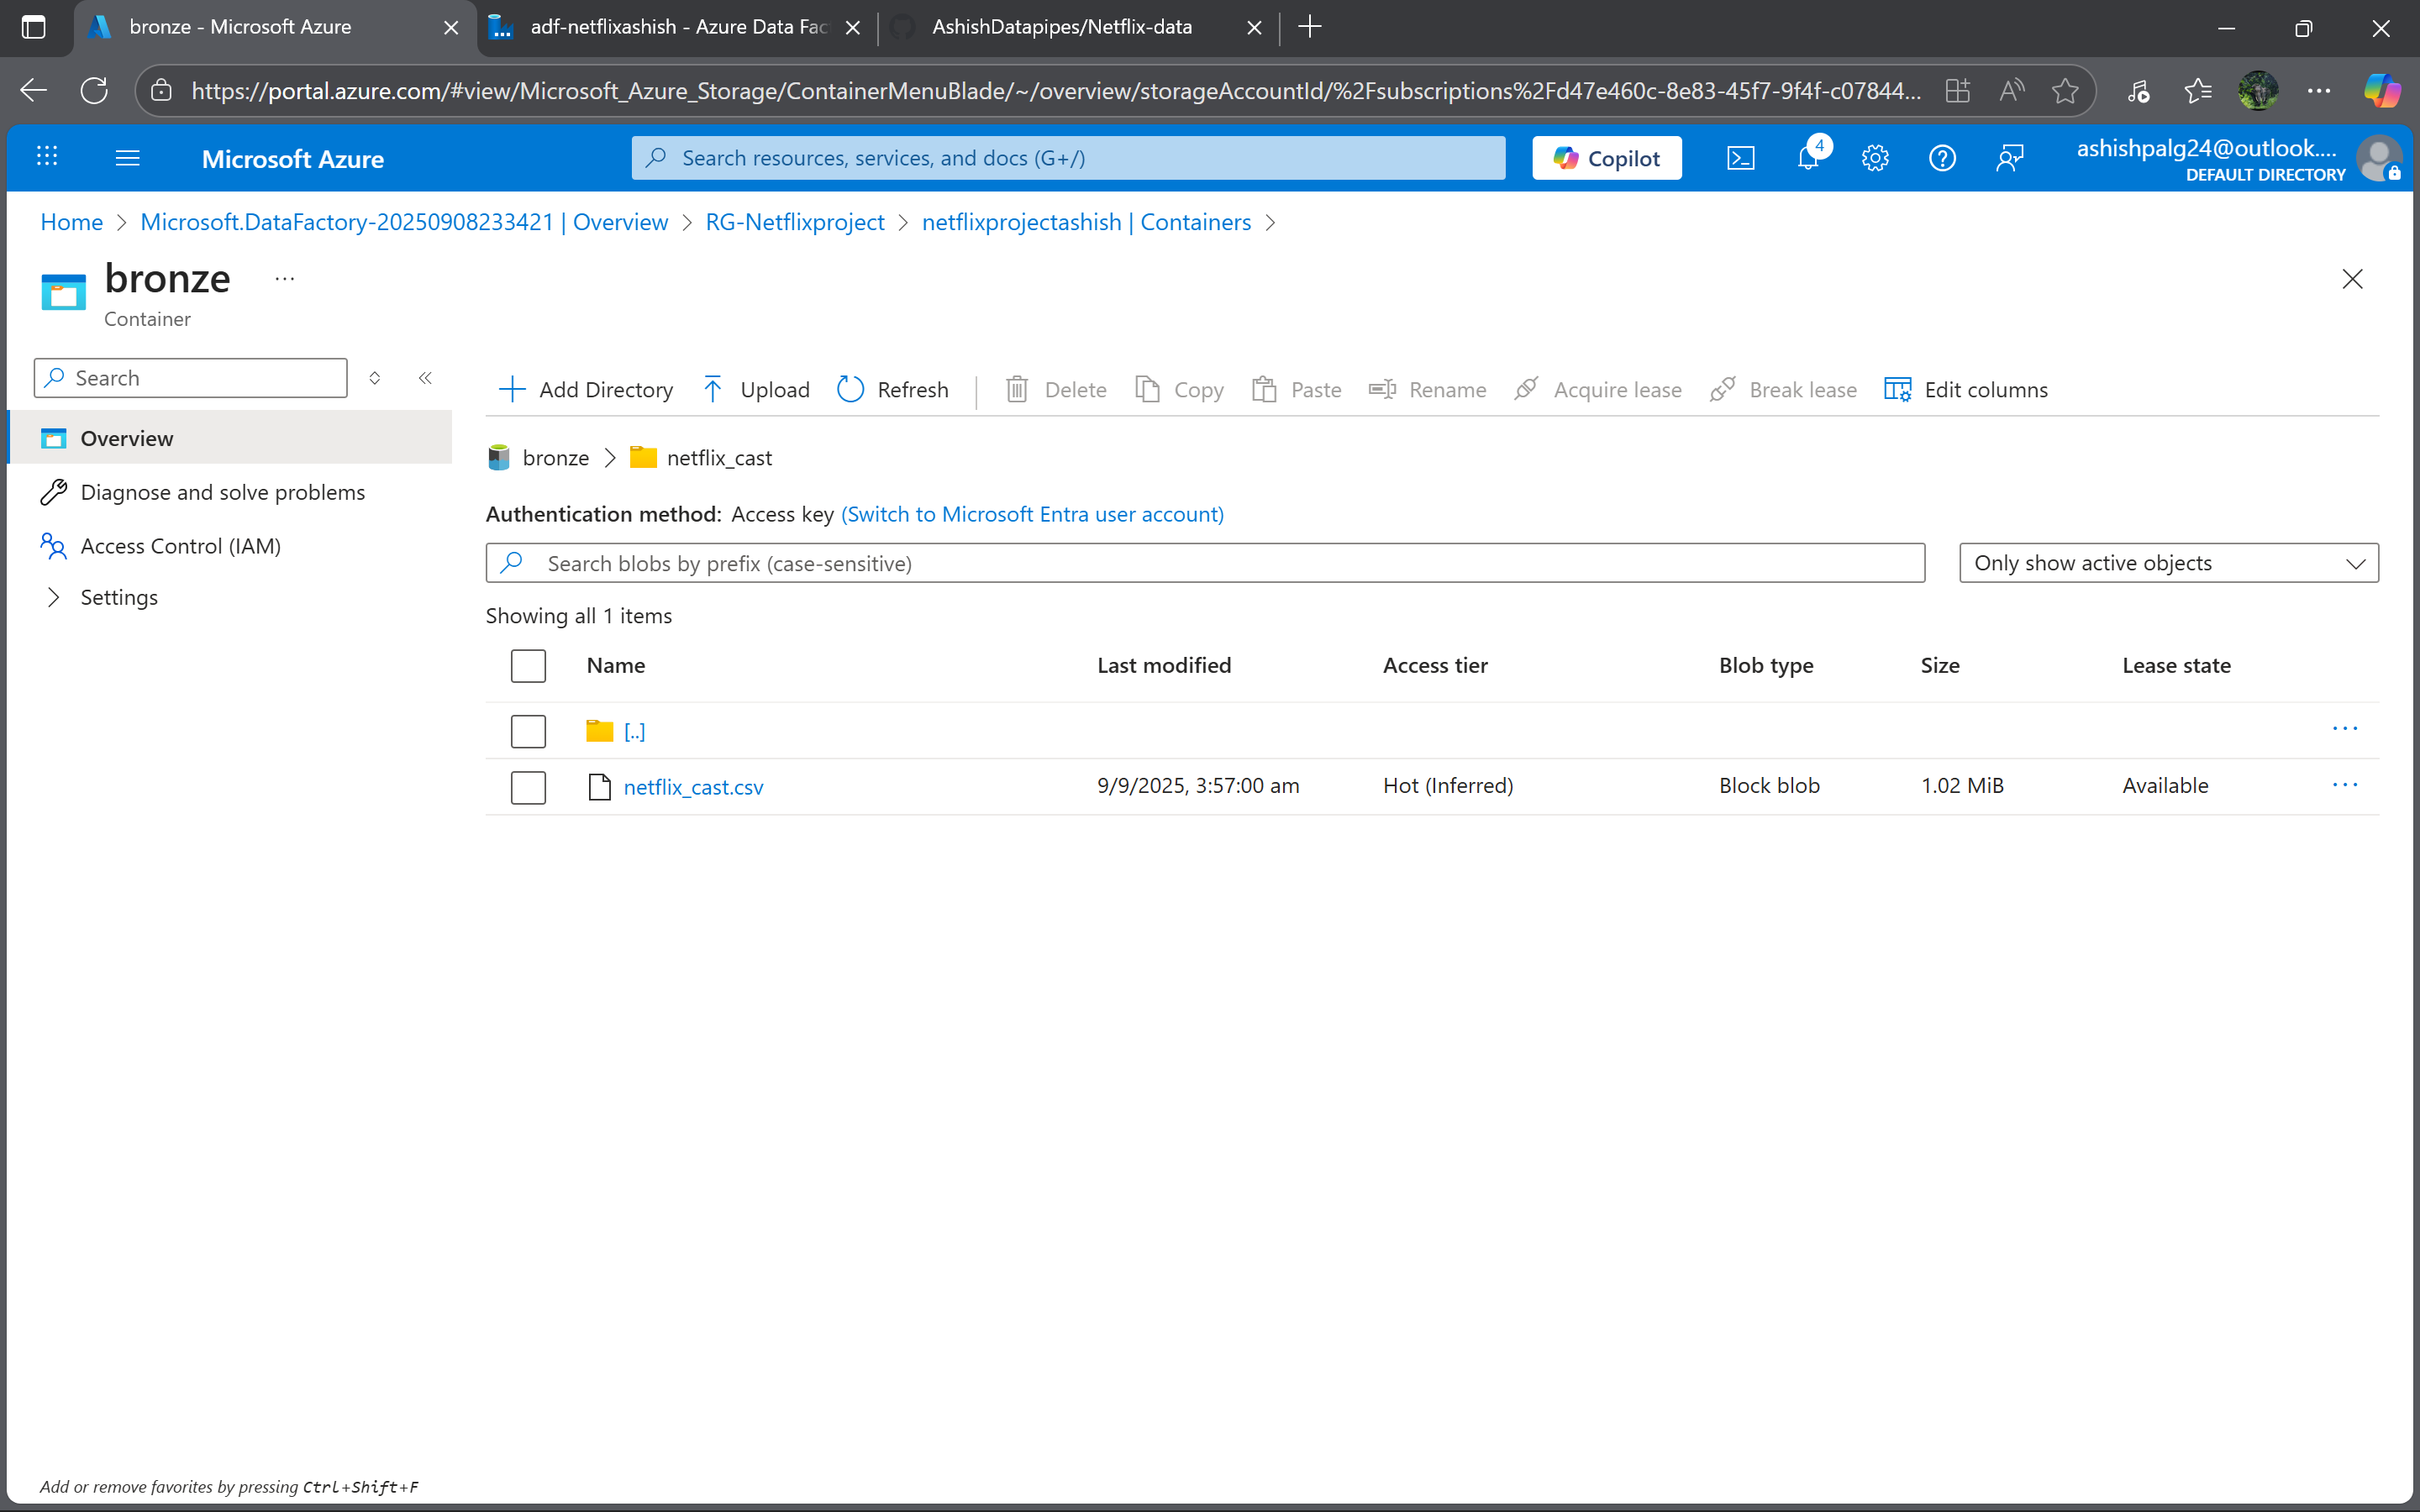 bronze - Microsoft Azure
adf-netflixashish - Azure Data Fac
AshishDatapipes/Netflix-data
https://portal.azure.com/#view/Microsoft_Azure_Storage/ContainerMenuBlade/~/overview/storageAccountId/%2Fsubscriptions%2Fd47e460c-8e83-45f7-9f4f-c07844...
Microsoft Azure
Search resources, services, and docs (G+/)
Copilot
4
ashishpalg24@outlook....
DEFAULT DIRECTORY
Home > Microsoft.DataFactory-20250908233421 | Overview > RG-Netflixproject > netflixprojectashish | Containers >
bronze ...
Container
Search
Overview
Diagnose and solve problems
Access Control (IAM)
Settings
Add Directory Upload Refresh Delete Copy Paste Rename Acquire lease Break lease Edit columns
bronze > netflix_cast
Authentication method: Access key (Switch to Microsoft Entra user account)
Search blobs by prefix (case-sensitive)
Only show active objects
Showing all 1 items
Name Last modified Access tier Blob type Size Lease state
[..] ...
netflix_cast.csv 9/9/2025, 3:57:00 am Hot (Inferred) Block blob 1.02 MiB Available ...
Add or remove favorites by pressing Ctrl+Shift+F